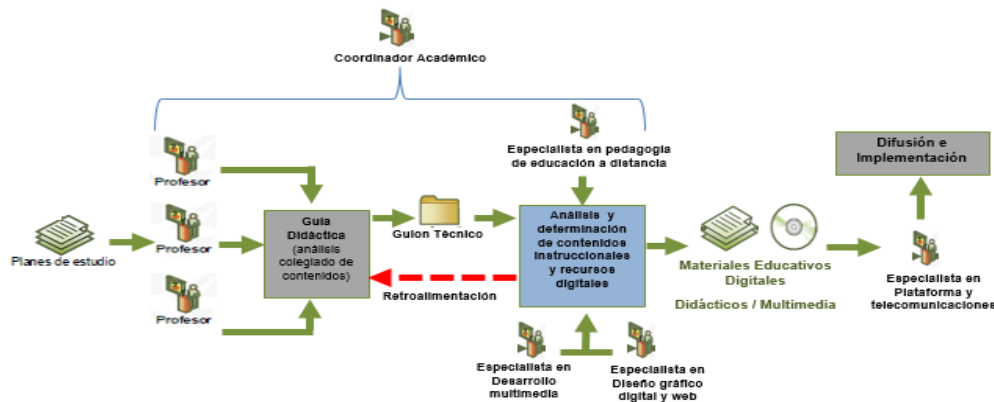 Coordinador Académico
Especialista en pedagogía
de educación a distancia
Profesor
Profesor
Profesor
Planes de estudio
Guía
Didáctica
(análisis
colegiado de
contenidos)
Guion Técnico
Retroalimentación
Análisis y
determinación
de contenidos
instruccionales
y recursos
digitales
Especialista en
Desarrollo
multimedia
Especialista en
Diseño gráfico
digital y web
Materiales Educativos
Digitales
Didácticos / Multimedia
Difusión e
Implementación
Especialista en
Plataforma y
telecomunicaciones